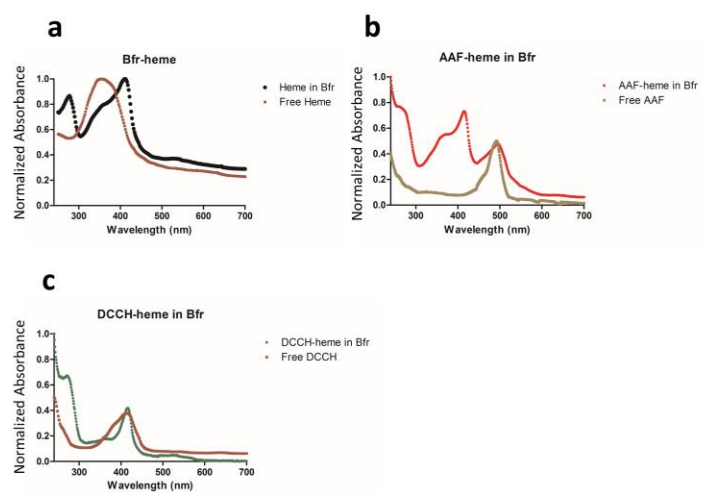 a
Bfr-heme
Normalized Absorbance
1.0
0.8
0.6
0.4
0.2
0.0
300 400 500 600 700
Wavelength (nm)
Heme in Bfr
Free Heme
b
AAF-heme in Bfr
Normalized Absorbance
1.0
0.8
0.6
0.4
0.2
0.0
300 400 500 600 700
Wavelength (nm)
AAF-heme in Bfr
Free AAF
c
DCCH-heme in Bfr
Normalized Absorbance
1.0
0.8
0.6
0.4
0.2
0.0
300 400 500 600 700
Wavelength (nm)
DCCH-heme in Bfr
Free DCCH